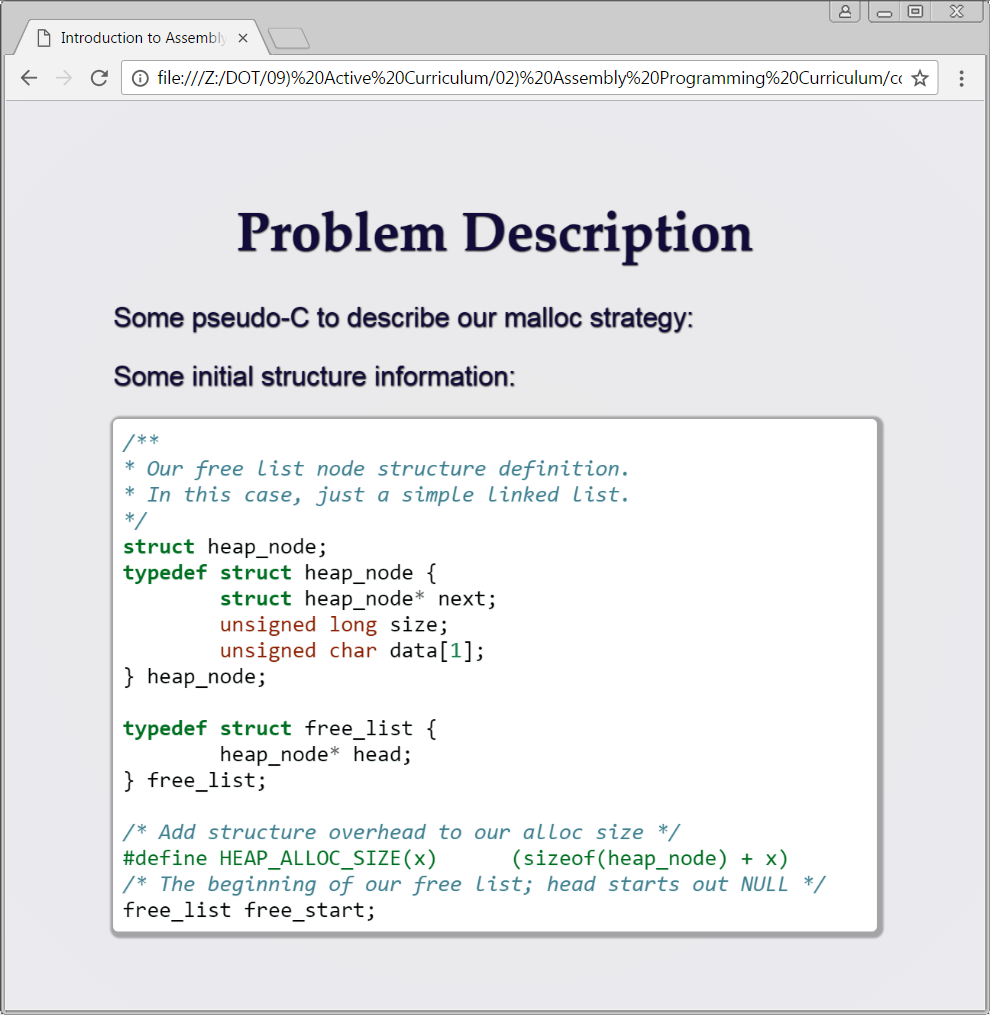 Introduction to Assembly
file:///Z:/DOT/09)%20Active%20Curriculum/02)%20Assembly%20Programming%20Curriculum/cc
Problem Description
Some pseudo-C to describe our malloc strategy:
Some initial structure information:
/**
* Our free list node structure definition.
* In this case, just a simple linked list.
*/
struct heap_node;
typedef struct heap_node {
        struct heap_node* next;
        unsigned long size;
        unsigned char data[1];
} heap_node;
typedef struct free_list {
        heap_node* head;
} free_list;
/* Add structure overhead to our alloc size */
#define HEAP_ALLOC_SIZE(x)      (sizeof(heap_node) + x)
/* The beginning of our free list; head starts out NULL */
free_list free_start;